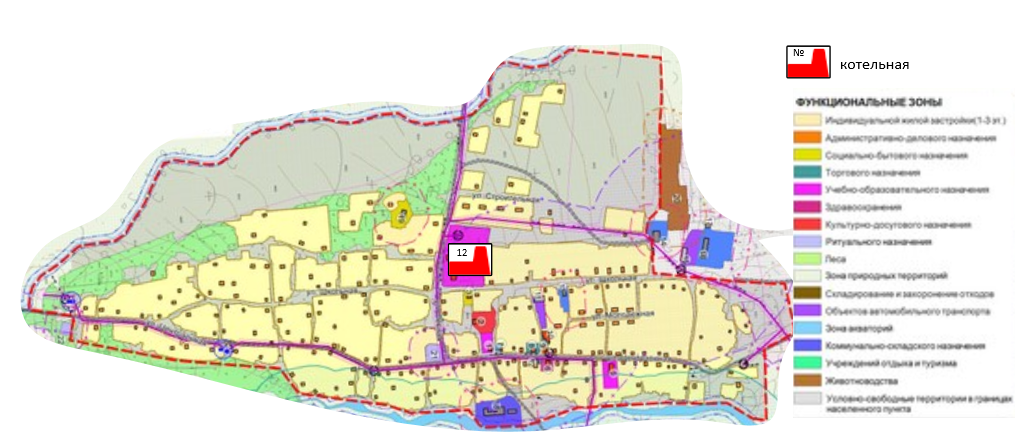 №
котельная
ФУНКЦИОНАЛЬНЫЕ ЗОНЫ
Индивидуальной жилой застройки(1-3 эт.)
Административно-делового назначения
Социально-бытового назначения
Торгового назначения
Учебно-образовательного назначения
Здравоохранения
Культурно-досугового назначения
Ритуального назначения
Леса
Зона природных территорий
Складирование и захоронение отходов
Объектов автомобильного транспорта
Зона акваторий
Коммунально-складского назначения
Учреждений отдыха и туризма
Животноводства
Условно-свободные территории в границах
населенного пункта
ул. "Строительное"
12